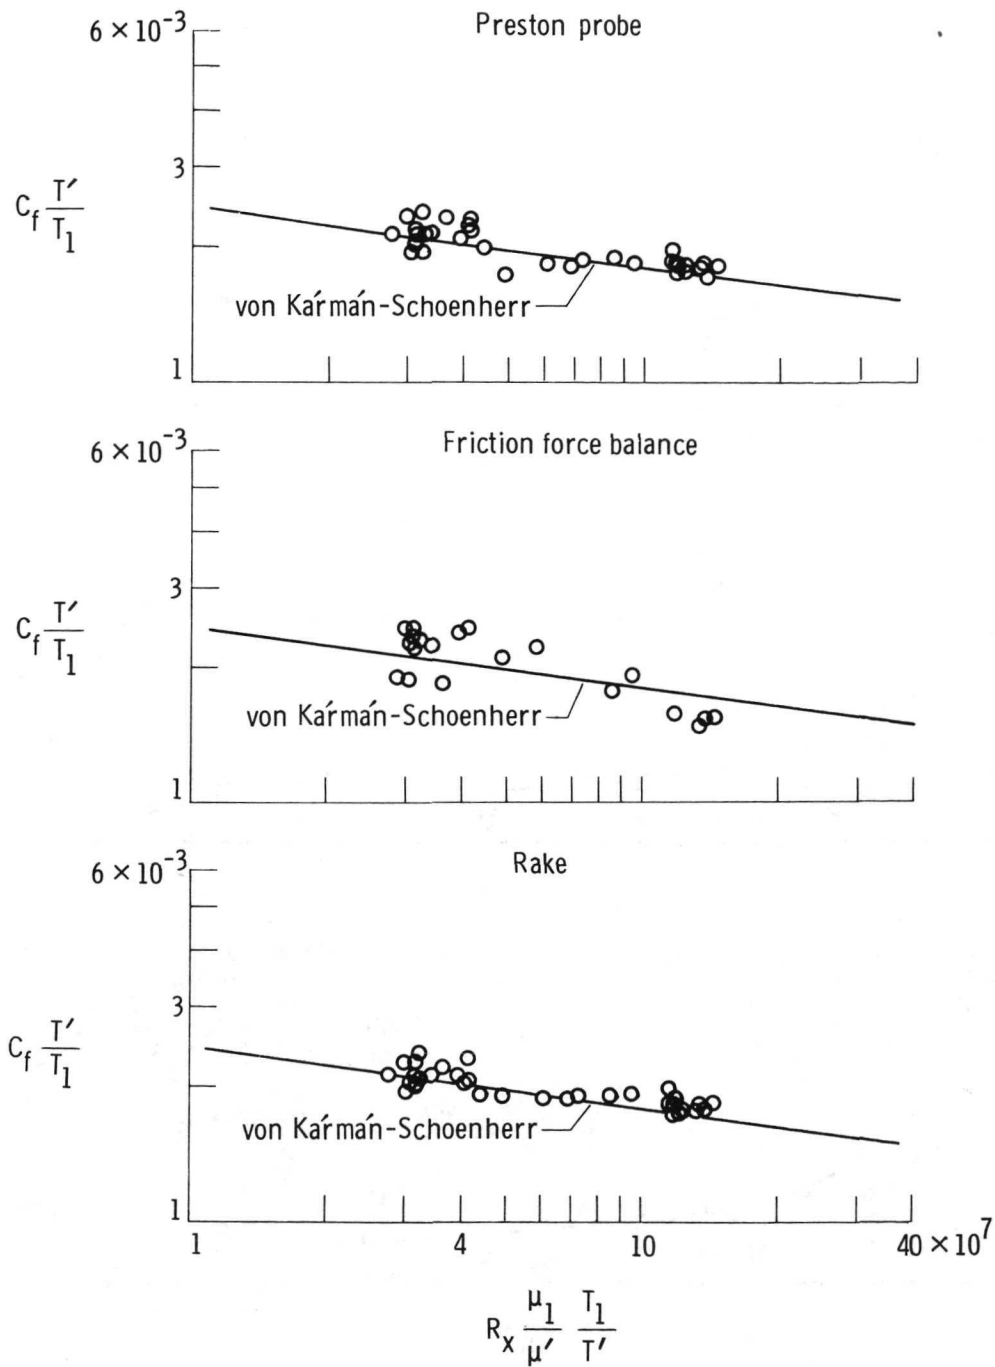 Preston probe
6 × 10⁻³
3
C_f T′/T₁
von Kármán-Schoenherr
1
Friction force balance
6 × 10⁻³
3
C_f T′/T₁
von Kármán-Schoenherr
1
Rake
6 × 10⁻³
3
C_f T′/T₁
von Kármán-Schoenherr
1
1 4 10 40 × 10⁷
R_x μ₁/μ′ T₁/T′